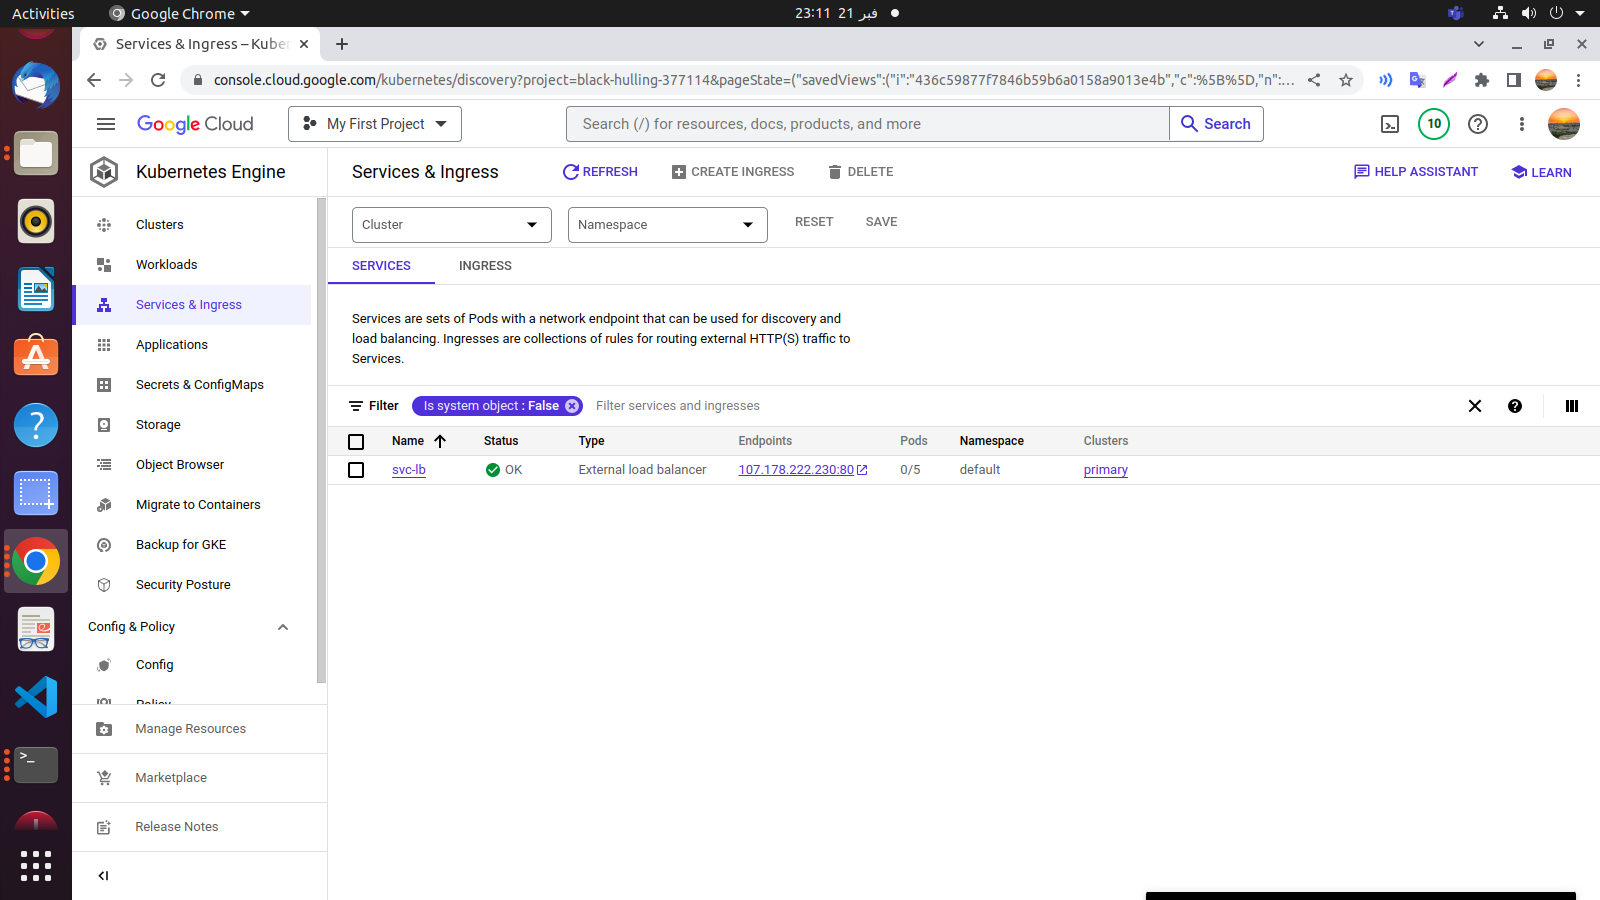 Activities
Google Chrome
23:11 21 فبر
Services & Ingress – Kuber
console.cloud.google.com/kubernetes/discovery?project=black-hulling-377114&pageState=("savedViews":("i":"436c59877f7846b59b6a0158a9013e4b","c":%5B%5D,"n":...
Google Cloud
My First Project
Search (/) for resources, docs, products, and more
Search
10
Kubernetes Engine
Services & Ingress
REFRESH
CREATE INGRESS
DELETE
HELP ASSISTANT
LEARN
Clusters
Workloads
Services & Ingress
Applications
Secrets & ConfigMaps
Storage
Object Browser
Migrate to Containers
Backup for GKE
Security Posture
Config & Policy
Config
Policy
Manage Resources
Marketplace
Release Notes
Cluster
Namespace
RESET
SAVE
SERVICES
INGRESS
Services are sets of Pods with a network endpoint that can be used for discovery and
load balancing. Ingresses are collections of rules for routing external HTTP(S) traffic to
Services.
Filter
Is system object : False
Filter services and ingresses
Name Status Type Endpoints Pods Namespace Clusters
svc-lb OK External load balancer 107.178.222.230:80 0/5 default primary